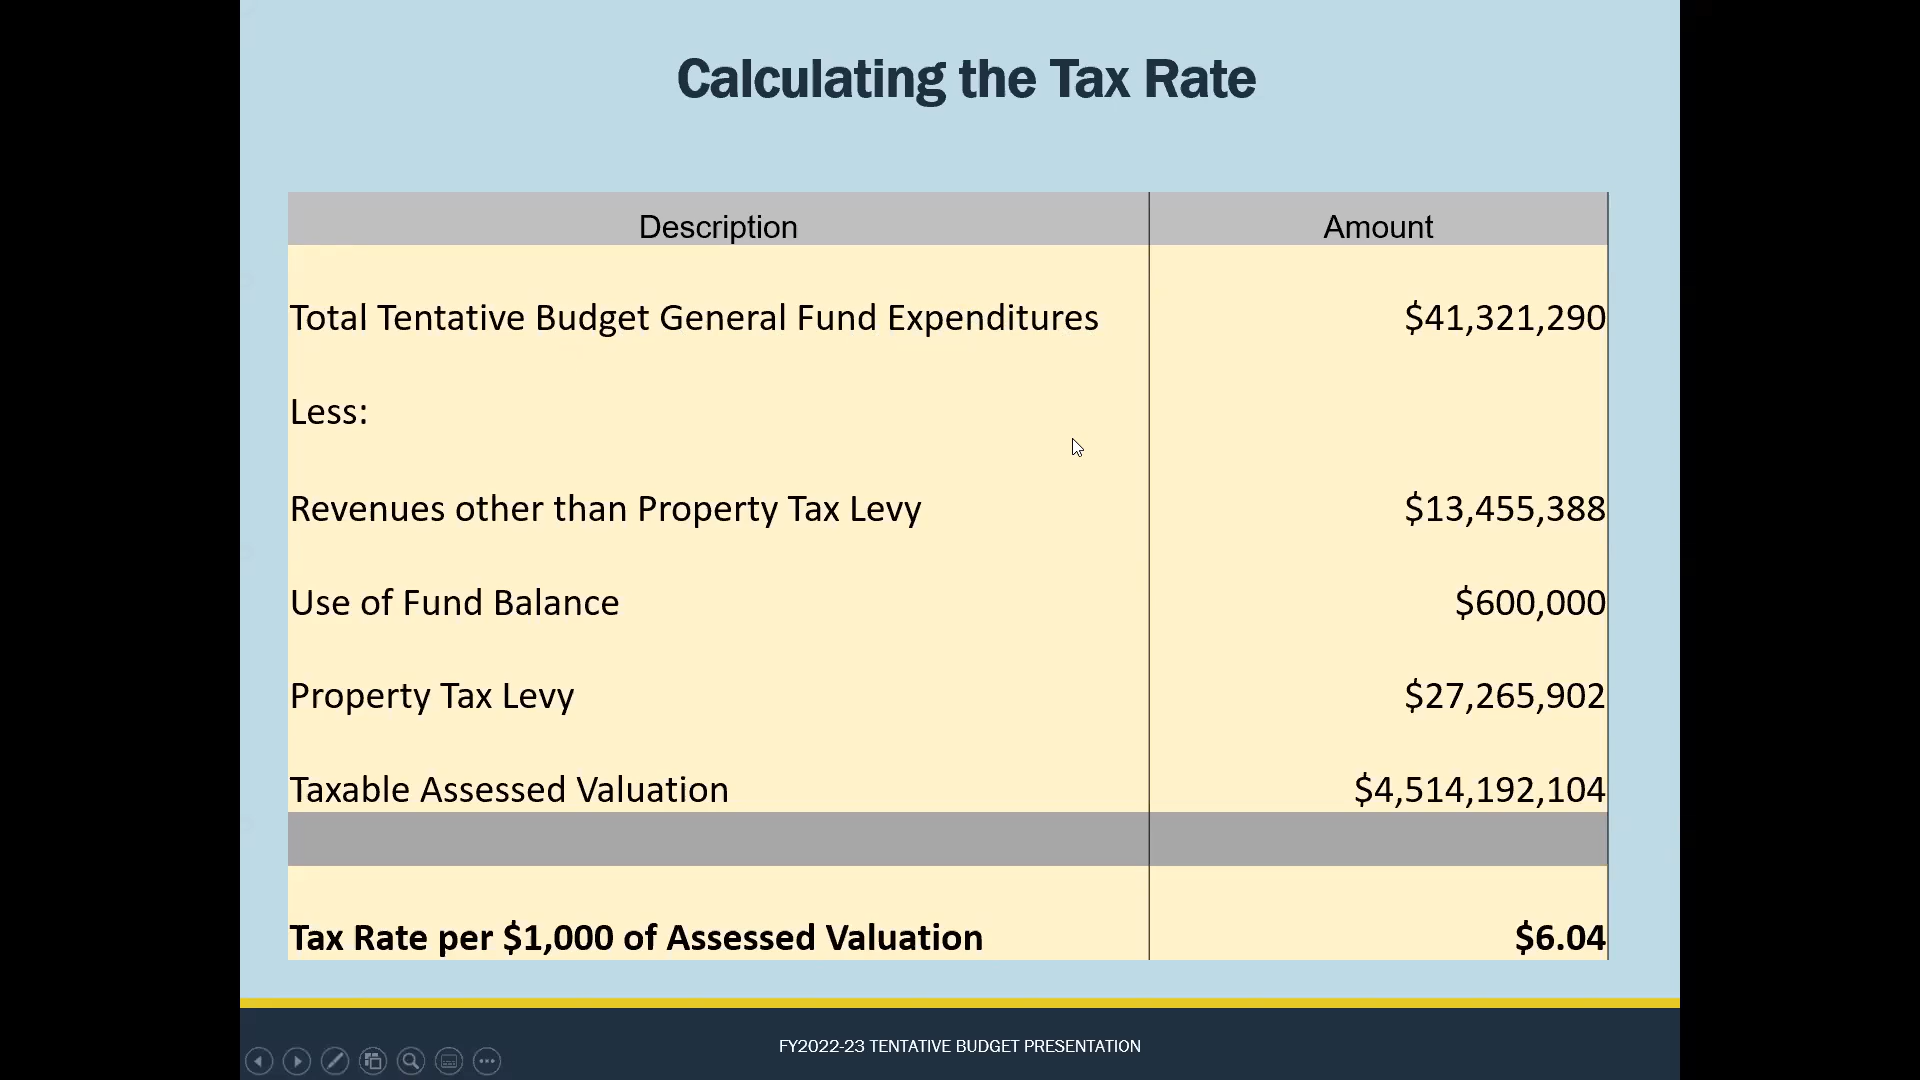 Calculating the Tax Rate
Description Amount
Total Tentative Budget General Fund Expenditures $41,321,290
Less:
Revenues other than Property Tax Levy $13,455,388
Use of Fund Balance $600,000
Property Tax Levy $27,265,902
Taxable Assessed Valuation $4,514,192,104
Tax Rate per $1,000 of Assessed Valuation $6.04
FY2022-23 TENTATIVE BUDGET PRESENTATION